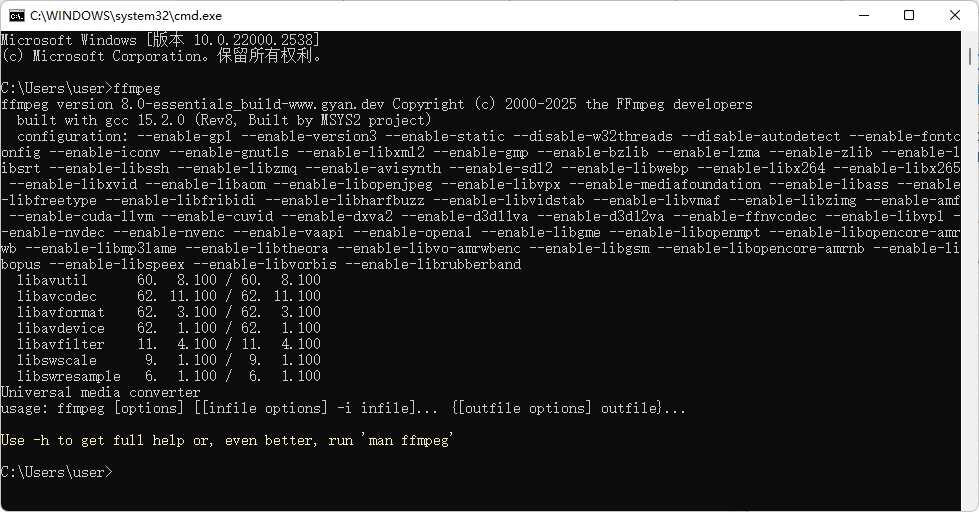 C:\WINDOWS\system32\cmd.exe
Microsoft Windows [版本 10.0.22000.2538]
(c) Microsoft Corporation。保留所有权利。
C:\Users\user>ffmpeg
ffmpeg version 8.0-essentials_build-www.gyan.dev Copyright (c) 2000-2025 the FFmpeg developers
  built with gcc 15.2.0 (Rev8, Built by MSYS2 project)
  configuration: --enable-gpl --enable-version3 --enable-static --disable-w32threads --disable-autodetect --enable-fontc
onfig --enable-iconv --enable-gnutls --enable-libxml2 --enable-gmp --enable-bzlib --enable-lzma --enable-zlib --enable-l
ibsrt --enable-libssh --enable-libzmq --enable-avisynth --enable-sdl2 --enable-libwebp --enable-libx264 --enable-libx265
 --enable-libxvid --enable-libaom --enable-libopenjpeg --enable-libvpx --enable-mediafoundation --enable-libass --enable
-libfreetype --enable-libfribidi --enable-libharfbuzz --enable-libvidstab --enable-libvmaf --enable-libzimg --enable-amf
 --enable-cuda-llvm --enable-cuvid --enable-dxva2 --enable-d3d11va --enable-d3d12va --enable-ffnvcodec --enable-libvpl -
-enable-nvdec --enable-nvenc --enable-vaapi --enable-openal --enable-libgme --enable-libopenmpt --enable-libopencore-amr
wb --enable-libmp3lame --enable-libtheora --enable-libvo-amrwbenc --enable-libgsm --enable-libopencore-amrnb --enable-li
bopus --enable-libspeex --enable-libvorbis --enable-librubberband
  libavutil      60.  8.100 / 60.  8.100
  libavcodec     62. 11.100 / 62. 11.100
  libavformat    62.  3.100 / 62.  3.100
  libavdevice    62.  1.100 / 62.  1.100
  libavfilter    11.  4.100 / 11.  4.100
  libswscale      9.  1.100 /  9.  1.100
  libswresample   6.  1.100 /  6.  1.100
Universal media converter
usage: ffmpeg [options] [[infile options] -i infile]... {[outfile options] outfile}...
Use -h to get full help or, even better, run 'man ffmpeg'
C:\Users\user>